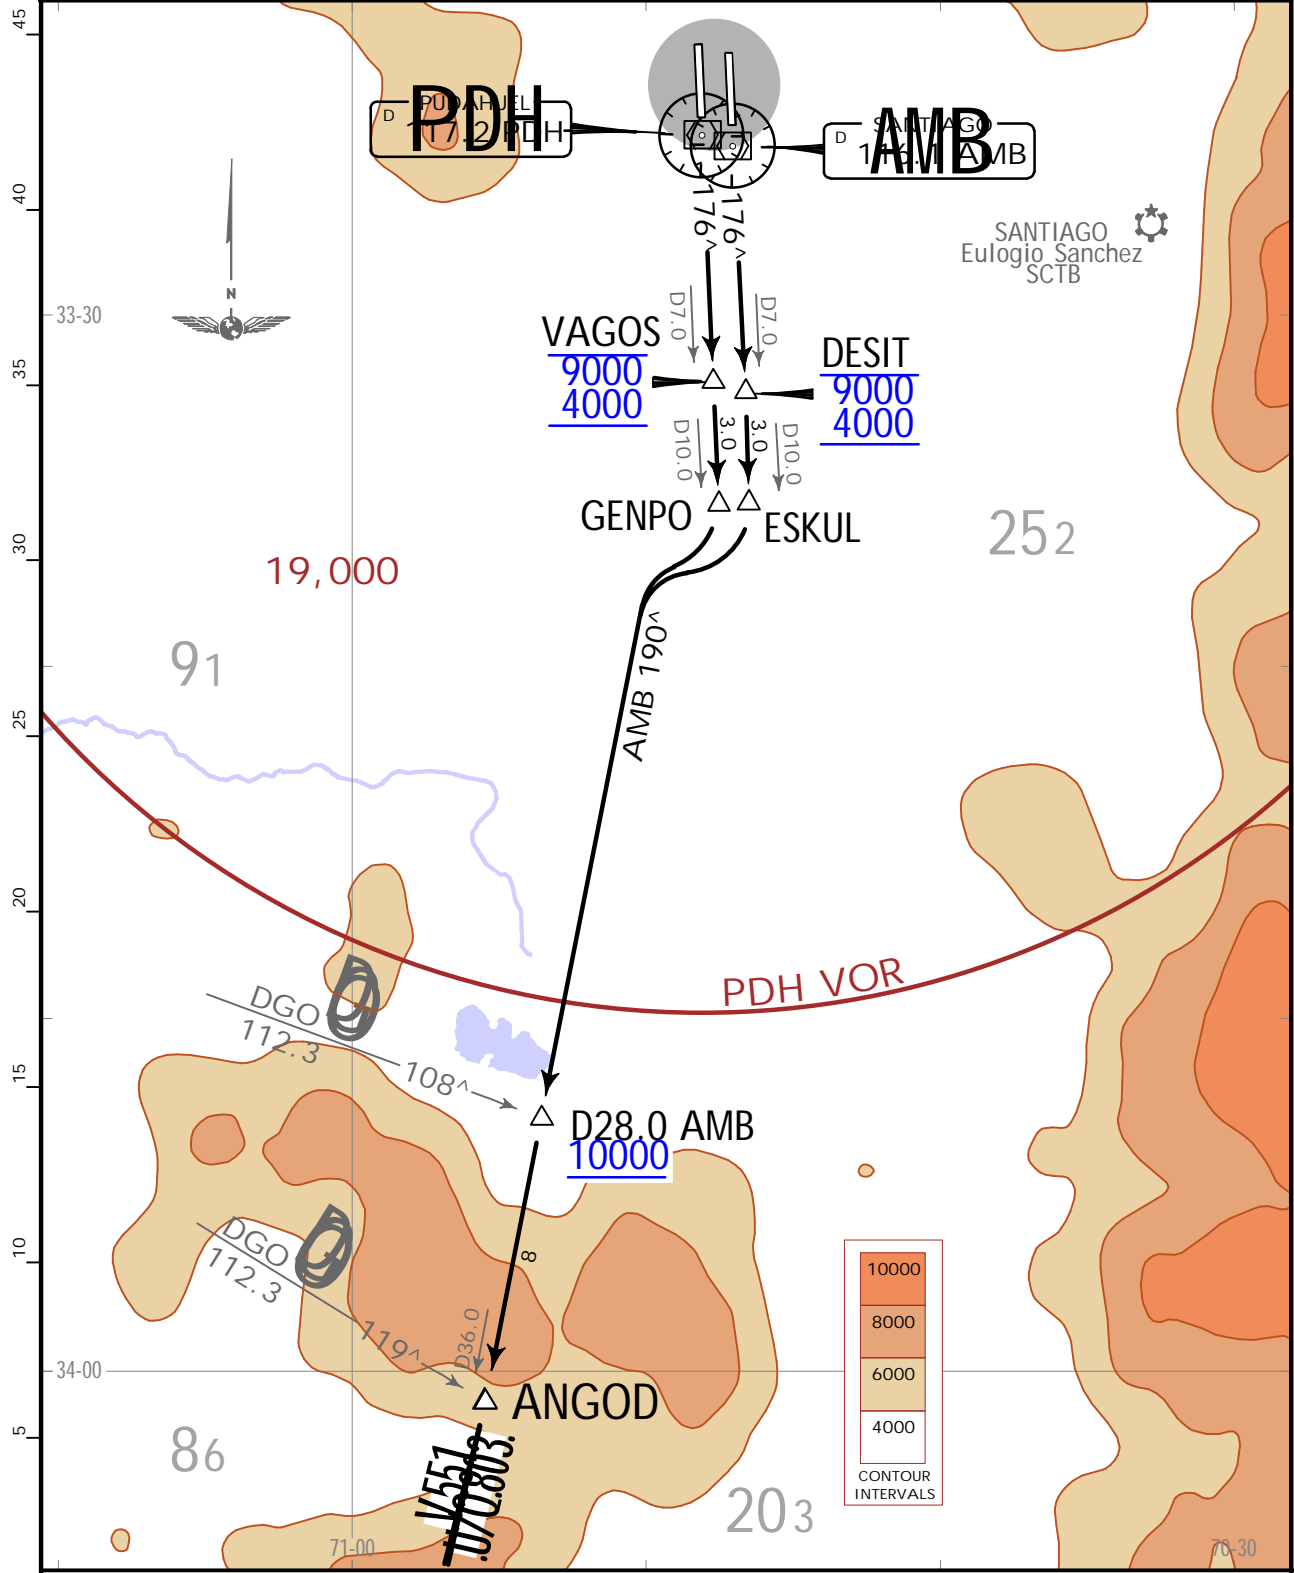 45
PUDAHUEL
D
117.2 PDH
PDH
SANTIAGO
D
116.1 AMB
AMB
40
176^
176^
SANTIAGO
Eulogio Sanchez
SCTB
N
33-30
D7.0
D7.0
VAGOS
9000
4000
DESIT
9000
4000
35
D10.0
3.0
3.0
D10.0
GENPO
ESKUL
252
30
19,000
AMB 190^
91
25
20
PDH VOR
DGO
112.3
108^
15
D28.0 AMB
10000
DGO
112.3
119^
10
8
D36.0
34-00
ANGOD
5
86
V551
203
10000
8000
6000
4000
CONTOUR
INTERVALS
71-00
70-30